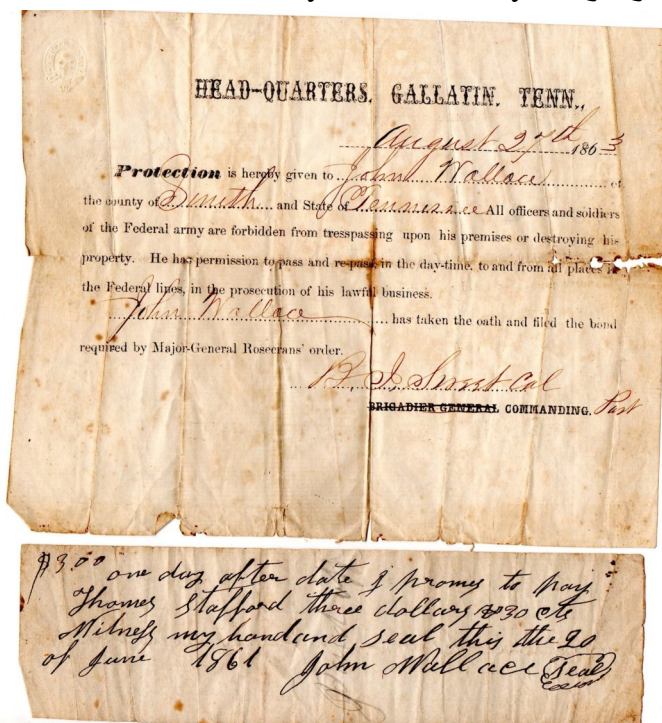 HEAD-QUARTERS, GALLATIN, TENN.,
August 27th 1863
Protection is hereby given to John Wallace of
the county of Smith and State of Tennessee All officers and soldiers
of the Federal army are forbidden from tresspassing upon his premises or destroying his
property. He has permission to pass and re-pass, in the day-time, to and from all places in
the Federal lines, in the prosecution of his lawful business.
John Wallace has taken the oath and filed the bond
required by Major-General Rosecrans' order.
B. J. Sweet Col
BRIGADIER GENERAL COMMANDING. Post
$3.00
one day after date I promes to pay
Thomes Stafford three dollars & 30 cts
Witness my hand and seal this the 20
of June 1861 John Wallace Seal